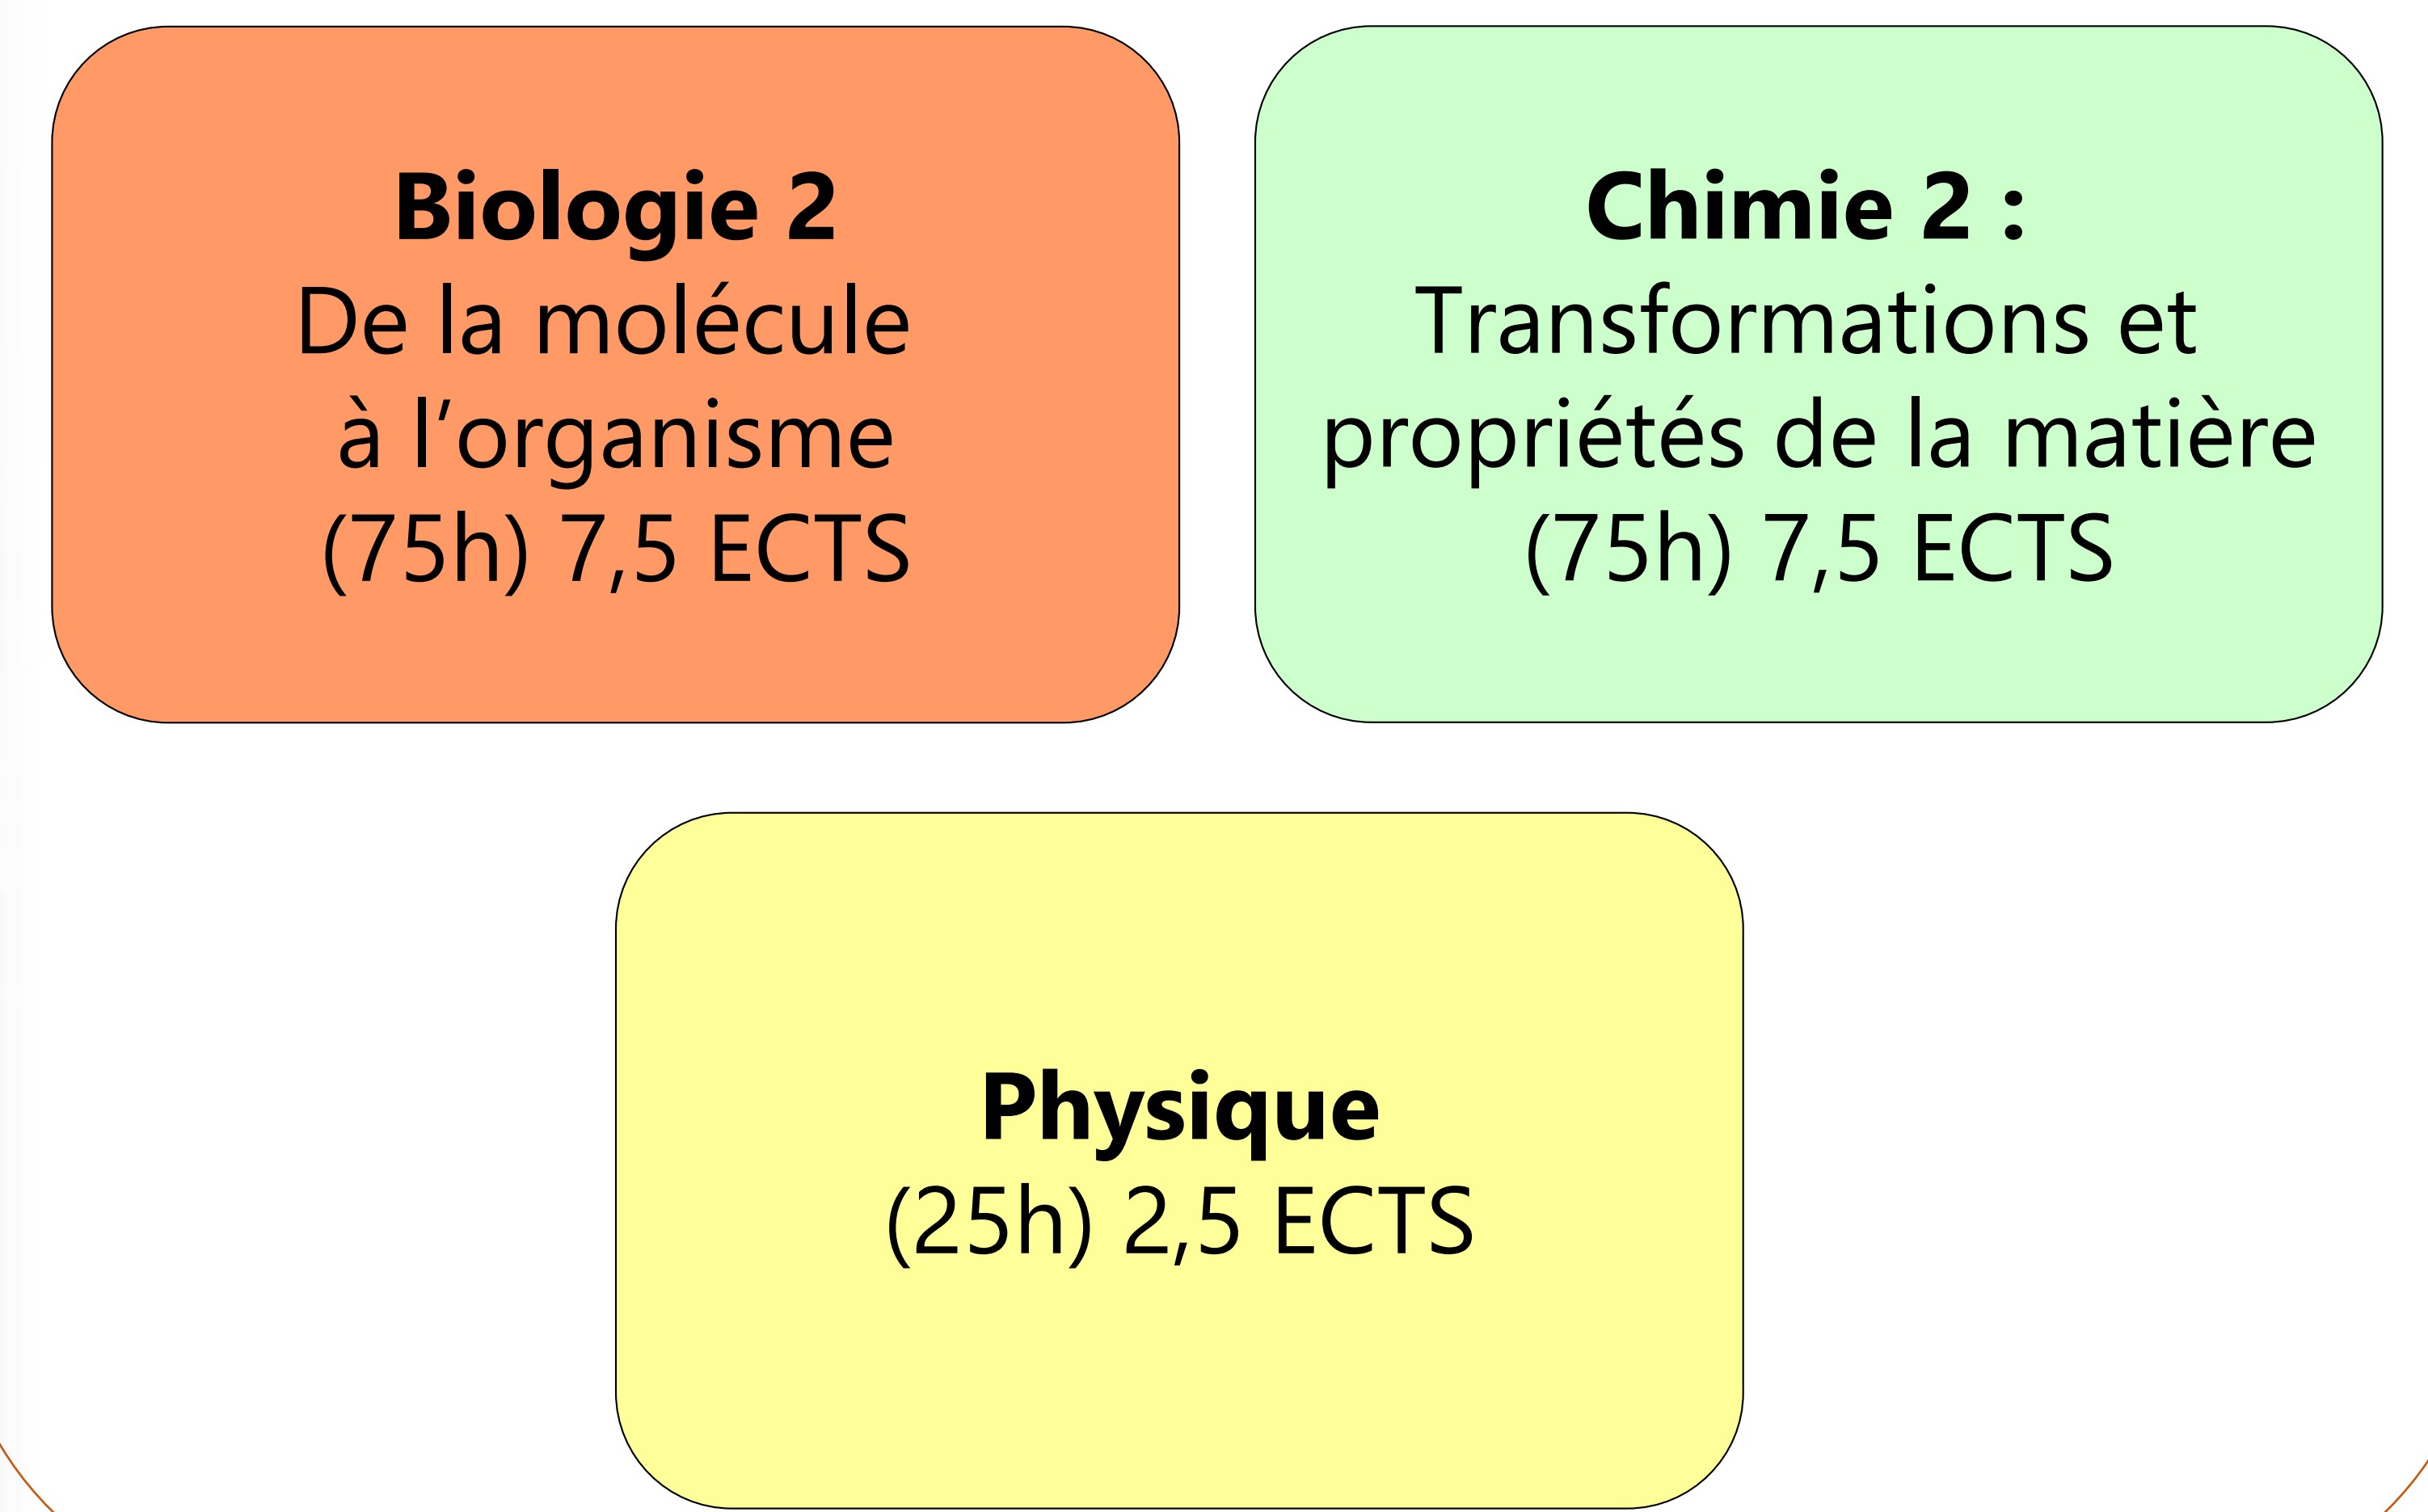 Biologie 2
De la molécule
à l’organisme
(75h) 7,5 ECTS
Chimie 2 :
Transformations et
propriétés de la matière
(75h) 7,5 ECTS
Physique
(25h) 2,5 ECTS